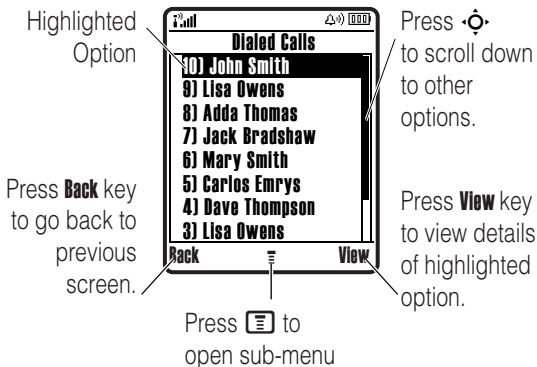 Highlighted
Option
Dialed Calls
10) John Smith
9) Lisa Owens
8) Adda Thomas
7) Jack Bradshaw
6) Mary Smith
5) Carlos Emrys
4) Dave Thompson
3) Lisa Owens
Back
View
Press
to scroll down
to other
options.
Press Back key
to go back to
previous
screen.
Press View key
to view details
of highlighted
option.
Press to
open sub-menu